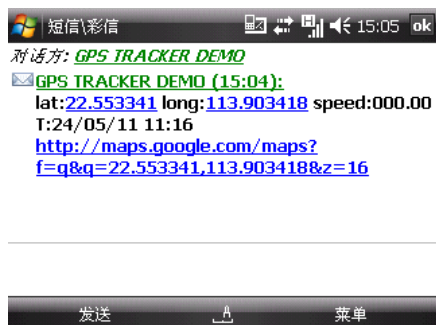 短信\彩信 15:05 ok
对话方: GPS TRACKER DEMO
GPS TRACKER DEMO (15:04):
lat:22.553341 long:113.903418 speed:000.00
T:24/05/11 11:16
http://maps.google.com/maps?
f=q&q=22.553341,113.903418&z=16
发送 A 菜单